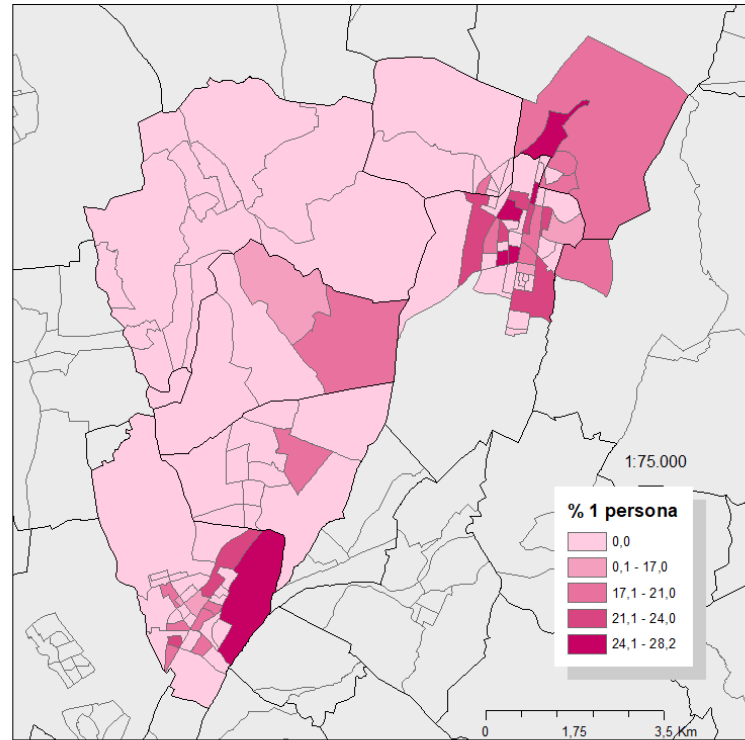 1:75.000
% 1 persona
0,0
0,1 - 17,0
17,1 - 21,0
21,1 - 24,0
24,1 - 28,2
0 1,75 3,5 Km